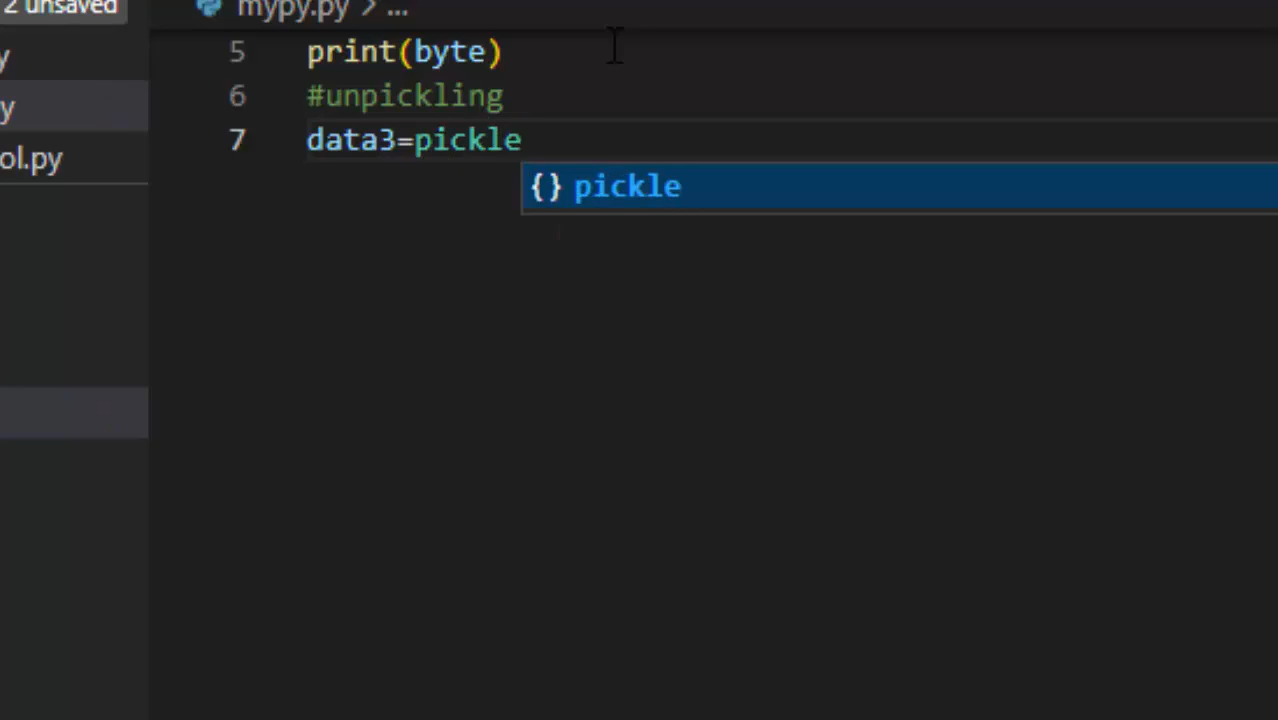 2 unsaved
mypy.py > ...
y
y
ol.py
5 print(byte)
6 #unpickling
7 data3=pickle
{} pickle